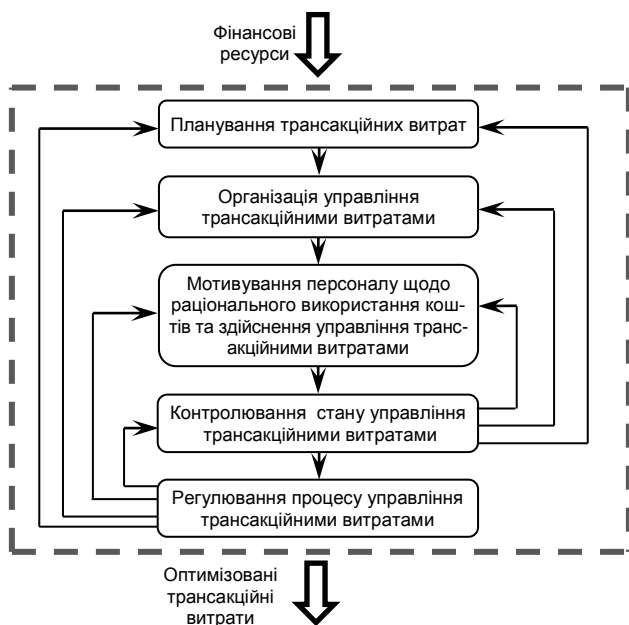 Фінансові
ресурси
Планування трансакційних витрат
Організація управління
трансакційними витратами
Мотивування персоналу щодо
раціонального використання кош-
тів та здійснення управління транс-
акційними витратами
Контролювання стану управління
трансакційними витратами
Регулювання процесу управління
трансакційними витратами
Оптимізовані
трансакційні
витрати